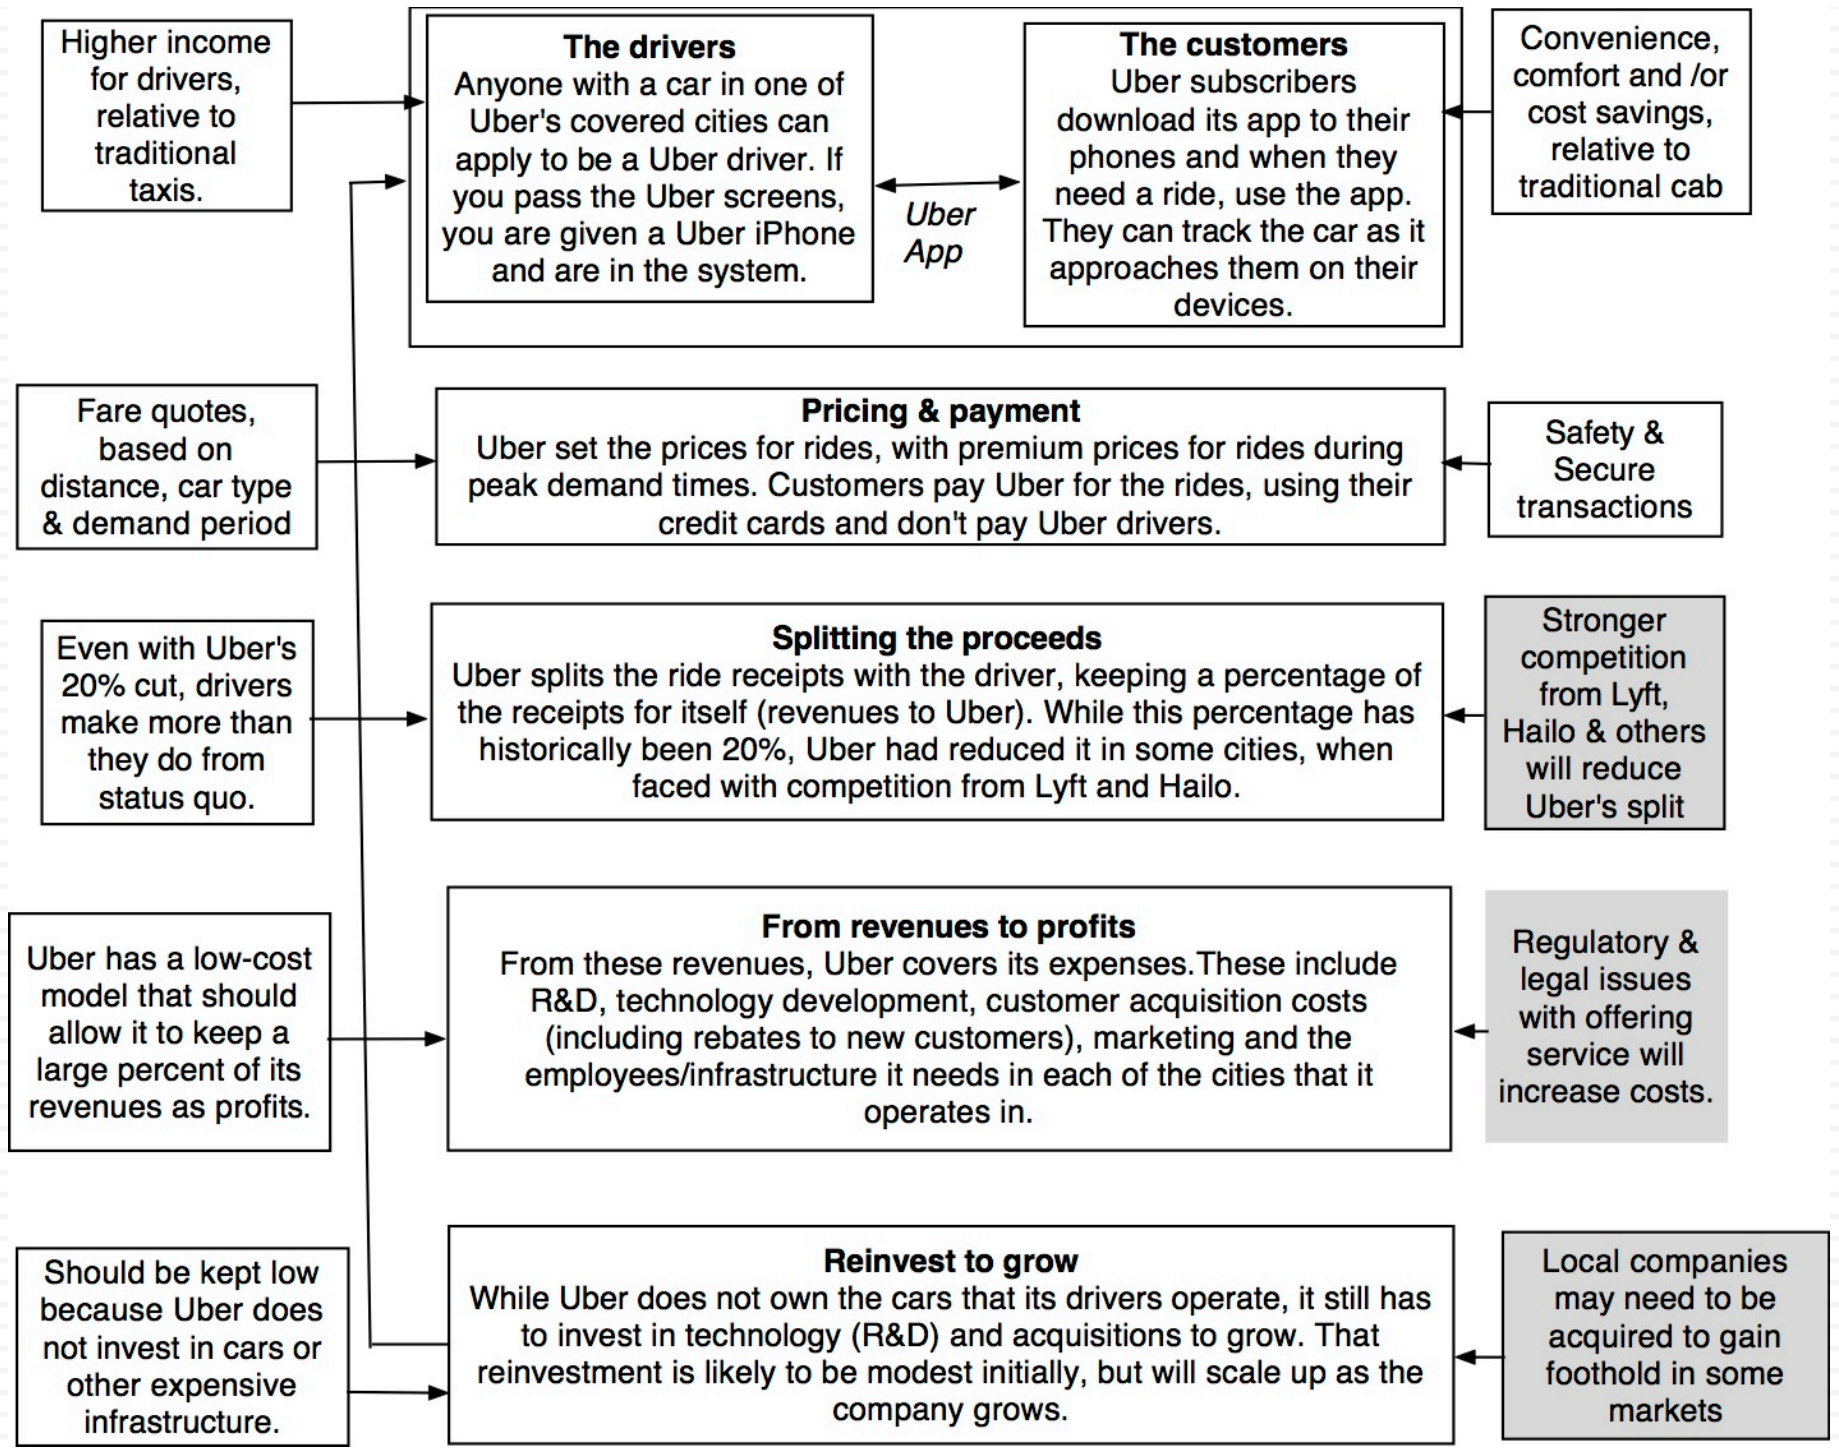 Higher income
for drivers,
relative to
traditional
taxis.
The drivers
Anyone with a car in one of
Uber's covered cities can
apply to be a Uber driver. If
you pass the Uber screens,
you are given a Uber iPhone
and are in the system.
Uber
App
The customers
Uber subscribers
download its app to their
phones and when they
need a ride, use the app.
They can track the car as it
approaches them on their
devices.
Convenience,
comfort and /or
cost savings,
relative to
traditional cab
Fare quotes,
based on
distance, car type
& demand period
Pricing & payment
Uber set the prices for rides, with premium prices for rides during
peak demand times. Customers pay Uber for the rides, using their
credit cards and don't pay Uber drivers.
Safety &
Secure
transactions
Even with Uber's
20% cut, drivers
make more than
they do from
status quo.
Splitting the proceeds
Uber splits the ride receipts with the driver, keeping a percentage of
the receipts for itself (revenues to Uber). While this percentage has
historically been 20%, Uber had reduced it in some cities, when
faced with competition from Lyft and Hailo.
Stronger
competition
from Lyft,
Hailo & others
will reduce
Uber's split
Uber has a low-cost
model that should
allow it to keep a
large percent of its
revenues as profits.
From revenues to profits
From these revenues, Uber covers its expenses.These include
R&D, technology development, customer acquisition costs
(including rebates to new customers), marketing and the
employees/infrastructure it needs in each of the cities that it
operates in.
Regulatory &
legal issues
with offering
service will
increase costs.
Should be kept low
because Uber does
not invest in cars or
other expensive
infrastructure.
Reinvest to grow
While Uber does not own the cars that its drivers operate, it still has
to invest in technology (R&D) and acquisitions to grow. That
reinvestment is likely to be modest initially, but will scale up as the
company grows.
Local companies
may need to be
acquired to gain
foothold in some
markets